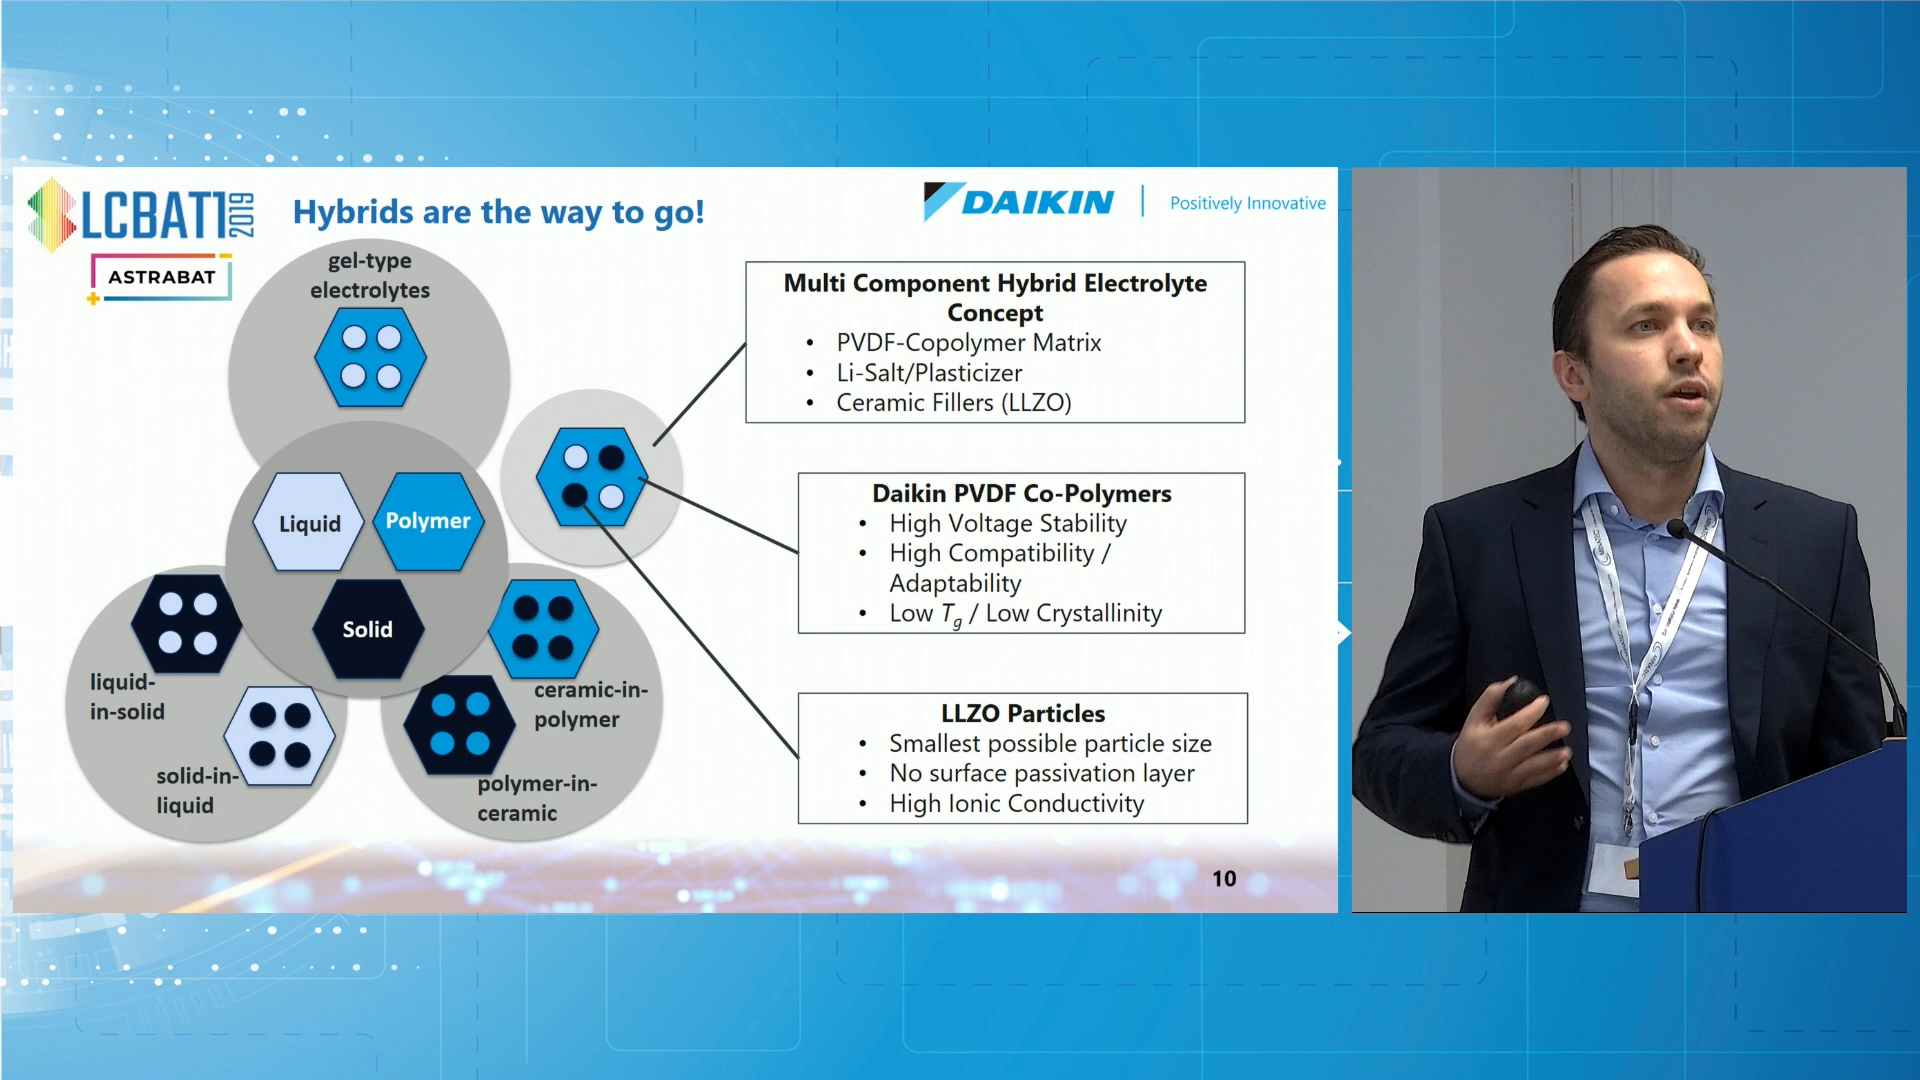 LCBAT1 2019
ASTRABAT
Hybrids are the way to go!
DAIKIN
Positively Innovative
gel-type
electrolytes
Liquid
Polymer
Solid
liquid-
in-solid
solid-in-
liquid
ceramic-in-
polymer
polymer-in-
ceramic
Multi Component Hybrid Electrolyte
Concept
• PVDF-Copolymer Matrix
• Li-Salt/Plasticizer
• Ceramic Fillers (LLZO)
Daikin PVDF Co-Polymers
• High Voltage Stability
• High Compatibility /
Adaptability
• Low Tg / Low Crystallinity
LLZO Particles
• Smallest possible particle size
• No surface passivation layer
• High Ionic Conductivity
10